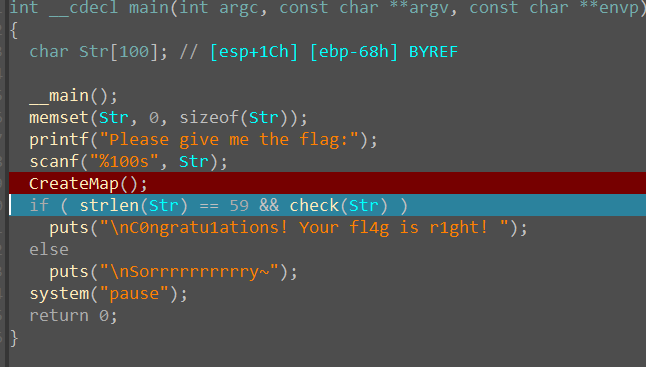 int __cdecl main(int argc, const char **argv, const char **envp)
{
char Str[100]; // [esp+1Ch] [ebp-68h] BYREF
__main();
memset(Str, 0, sizeof(Str));
printf("Please give me the flag:");
scanf("%100s", Str);
CreateMap();
if ( strlen(Str) == 59 && check(Str) )
puts("\nC0ngratu1ations! Your fl4g is r1ght! ");
else
puts("\nSorrrrrrrrrry~");
system("pause");
return 0;
}